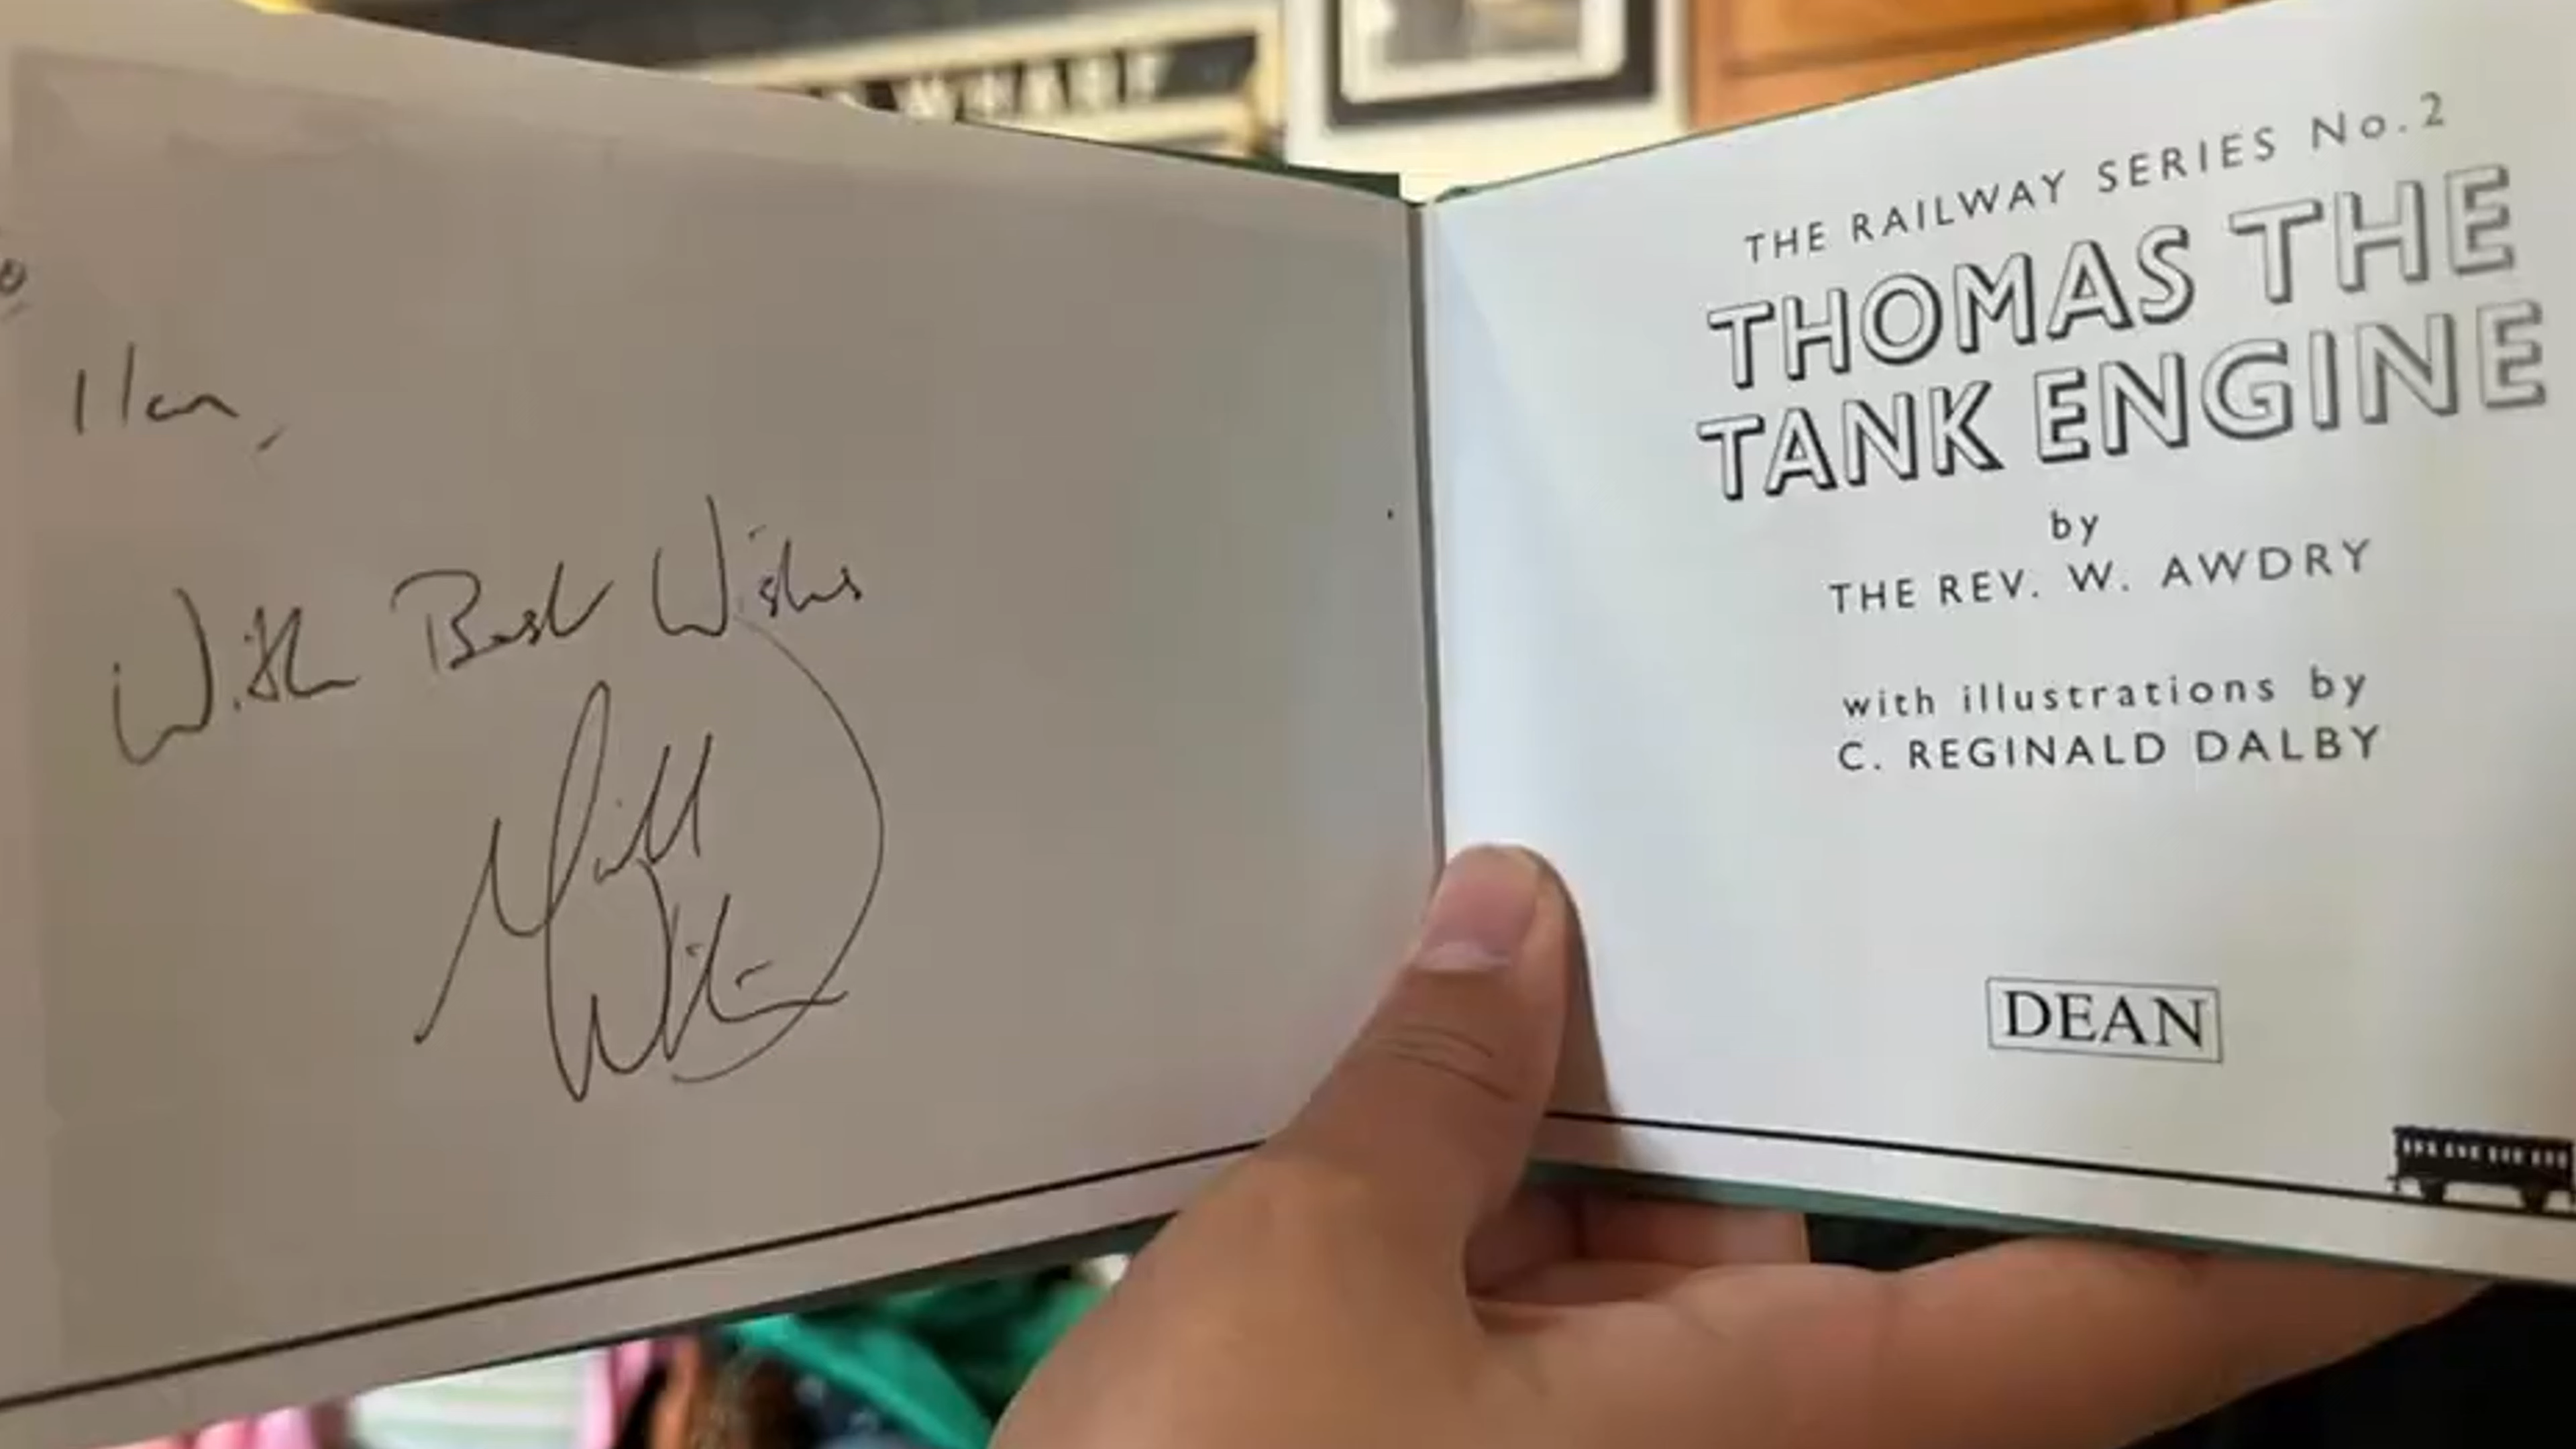 Ilan,
With Best Wishes
WHARF
THE RAILWAY SERIES No.2
THOMAS THE
TANK ENGINE
by
THE REV. W. AWDRY
with illustrations by
C. REGINALD DALBY
DEAN